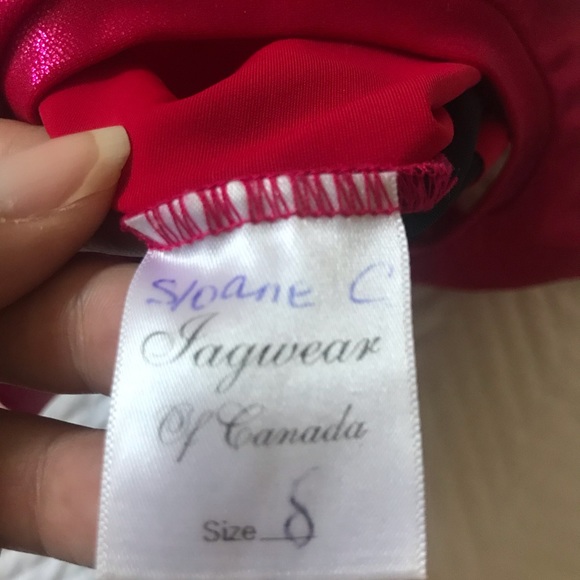 Sloane C
Jagwear
Of Canada
Size 8